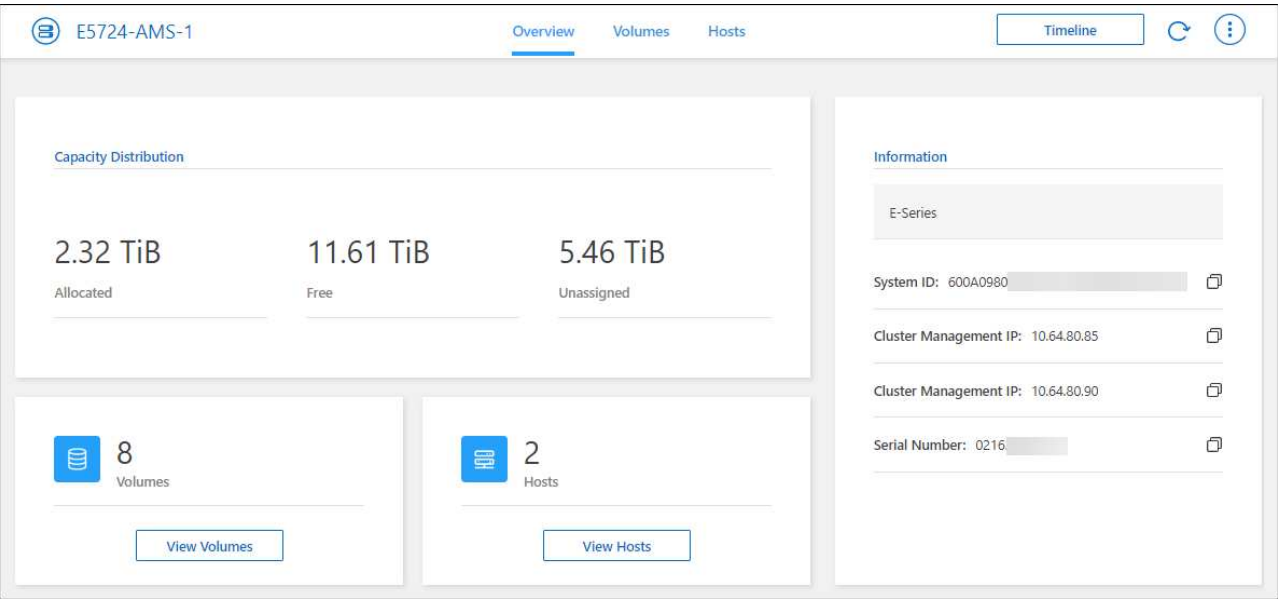 E5724-AMS-1
Overview Volumes Hosts
Timeline
Capacity Distribution
2.32 TiB 11.61 TiB 5.46 TiB
Allocated Free Unassigned
8
Volumes
View Volumes
2
Hosts
View Hosts
Information
E-Series
System ID: 600A0980
Cluster Management IP: 10.64.80.85
Cluster Management IP: 10.64.80.90
Serial Number: 0216